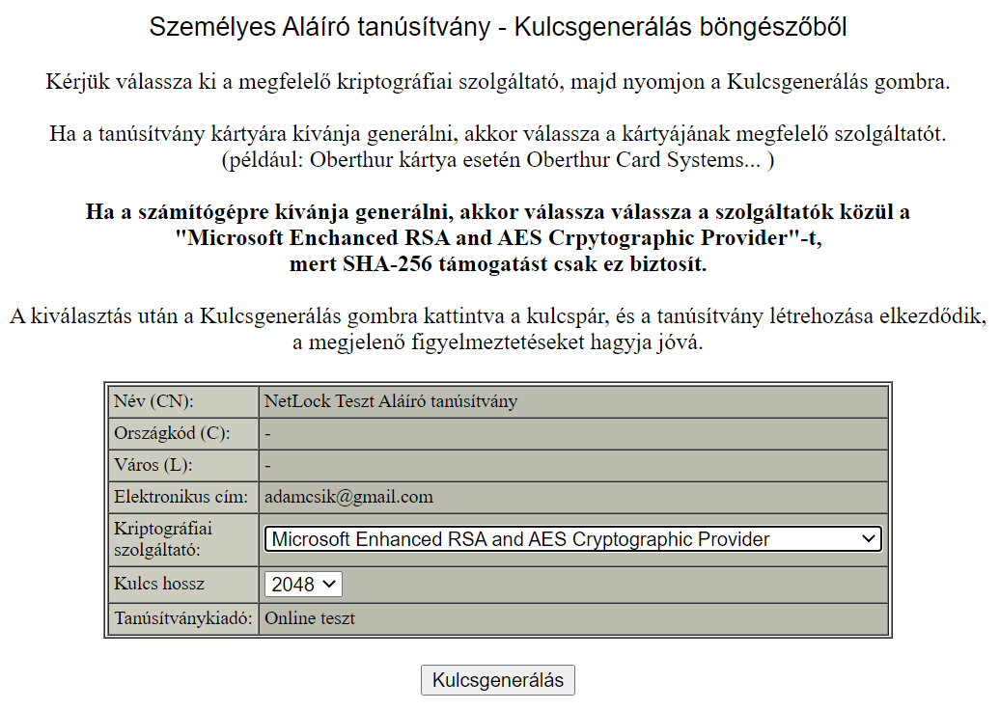 Személyes Aláíró tanúsítvány - Kulcsgenerálás böngészőből
Kérjük válassza ki a megfelelő kriptográfiai szolgáltató, majd nyomjon a Kulcsgenerálás gombra.
Ha a tanúsítvány kártyára kívánja generálni, akkor válassza a kártyájának megfelelő szolgáltatót.
(például: Oberthur kártya esetén Oberthur Card Systems... )
Ha a számítógépre kívánja generálni, akkor válassza válassza a szolgáltatók közül a
"Microsoft Enchanced RSA and AES Crpytographic Provider"-t,
mert SHA-256 támogatást csak ez biztosít.
A kiválasztás után a Kulcsgenerálás gombra kattintva a kulcspár, és a tanúsítvány létrehozása elkezdődik,
a megjelenő figyelmeztetéseket hagyja jóvá.
Név (CN): NetLock Teszt Aláíró tanúsítvány
Országkód (C): -
Város (L): -
Elektronikus cím: adamcsik@gmail.com
Kriptográfiai
szolgáltató: Microsoft Enhanced RSA and AES Cryptographic Provider
Kulcs hossz 2048
Tanúsítványkiadó: Online teszt
Kulcsgenerálás